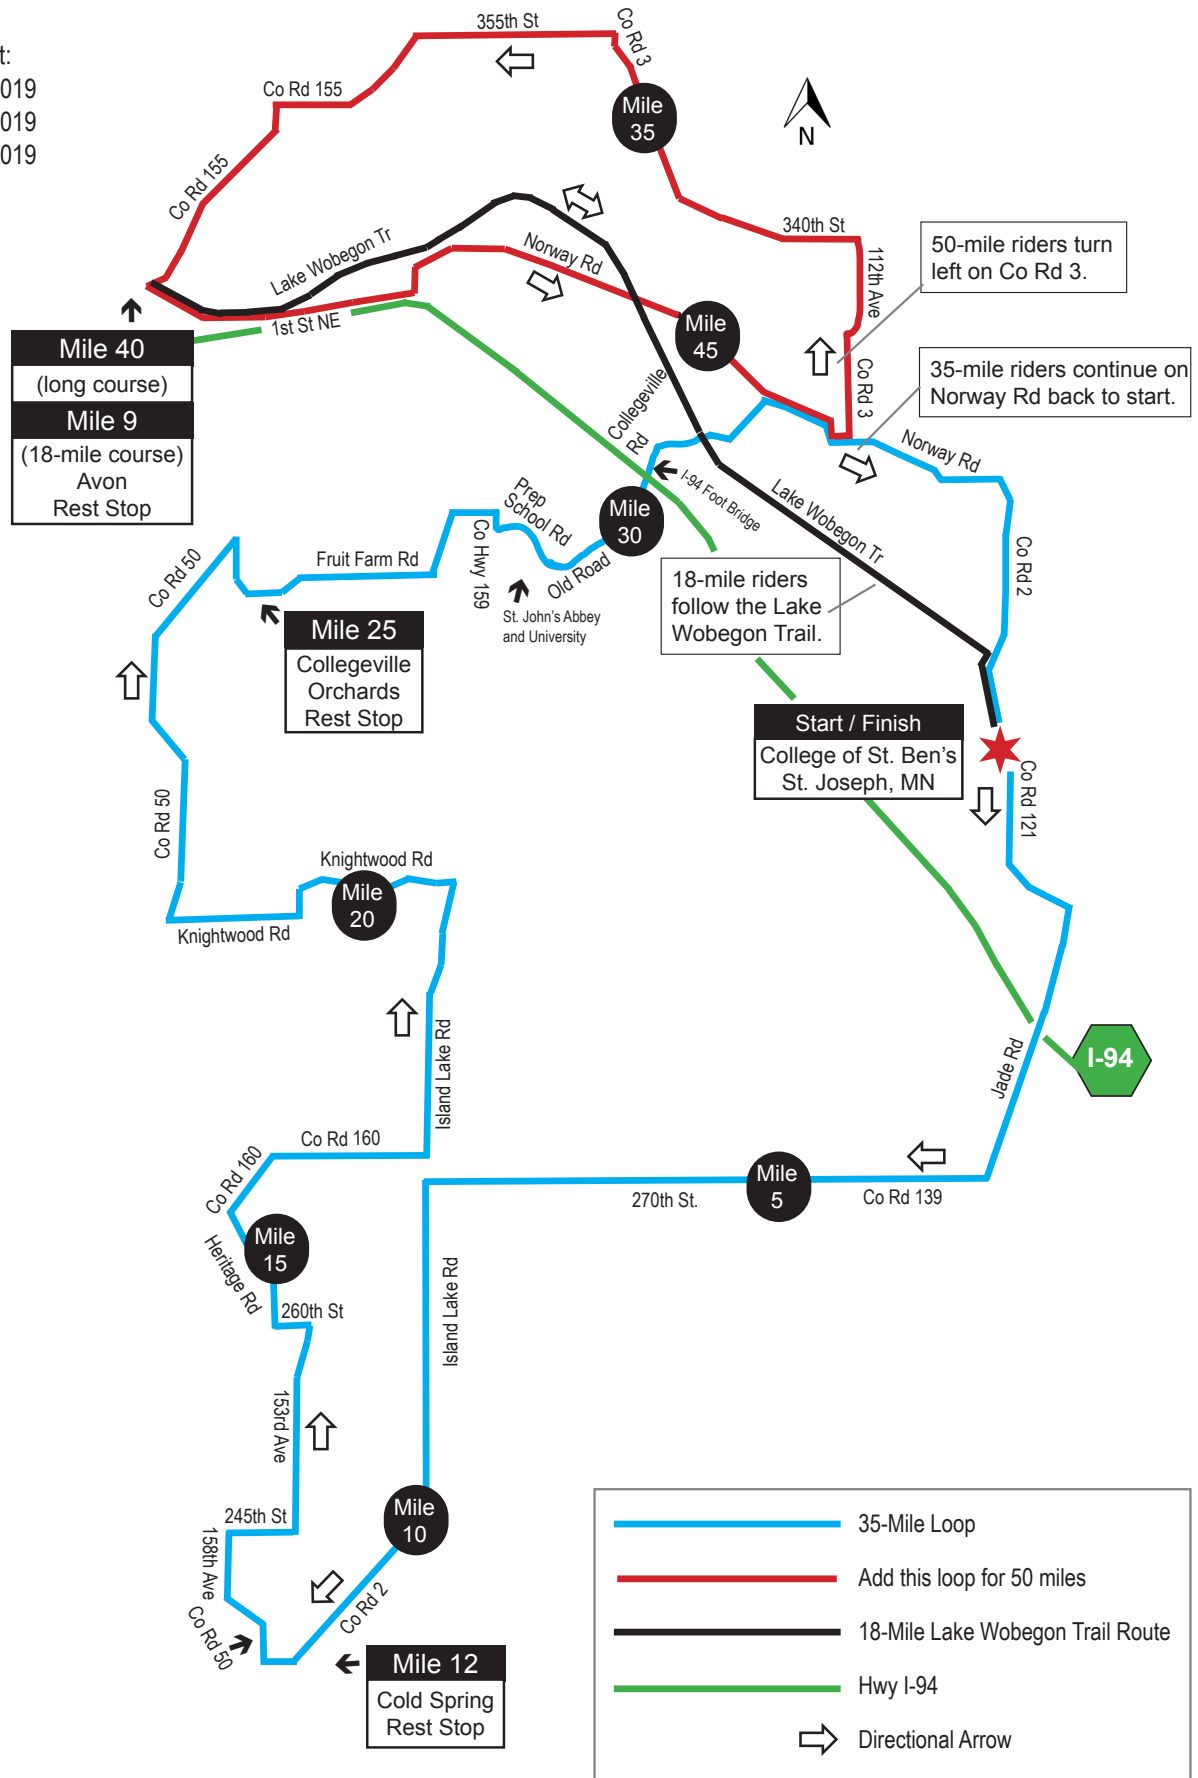 t:
019
019
019
355th St
Co Rd 3
Co Rd 155
Mile
35
N
Co Rd 155
340th St
112th Ave
50-mile riders turn
left on Co Rd 3.
Lake Wobegon Tr
Norway Rd
1st St NE
Mile
45
Co Rd 3
35-mile riders continue on
Norway Rd back to start.
Mile 40
(long course)
Mile 9
(18-mile course)
Avon
Rest Stop
Collegeville
Rd
Norway Rd
I-94 Foot Bridge
Lake Wobegon Tr
Prep
School Rd
Mile
30
Co Hwy 159
Old Road
Co Rd 2
Co Rd 50
Fruit Farm Rd
18-mile riders
follow the Lake
Wobegon Trail.
St. John's Abbey
and University
Mile 25
Collegeville
Orchards
Rest Stop
Start / Finish
College of St. Ben's
St. Joseph, MN
Co Rd 121
Co Rd 50
Knightwood Rd
Mile
20
Knightwood Rd
Island Lake Rd
Jade Rd
I-94
Co Rd 160
Co Rd 160
Mile
5
270th St.
Co Rd 139
Heritage Rd
Mile
15
260th St
Island Lake Rd
153rd Ave
245th St
Mile
10
158th Ave
Co Rd 2
Co Rd 50
Mile 12
Cold Spring
Rest Stop
35-Mile Loop
Add this loop for 50 miles
18-Mile Lake Wobegon Trail Route
Hwy I-94
Directional Arrow